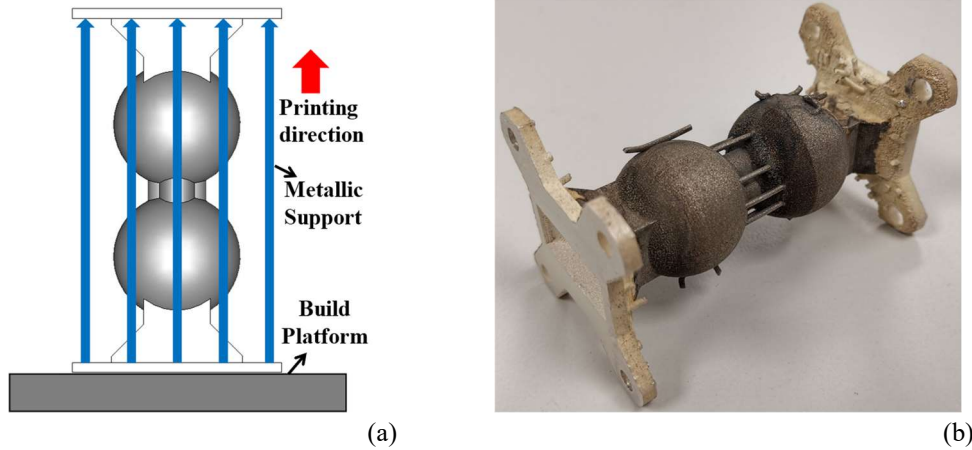 Printing
direction
Metallic
Support
Build
Platform
(a)
(b)